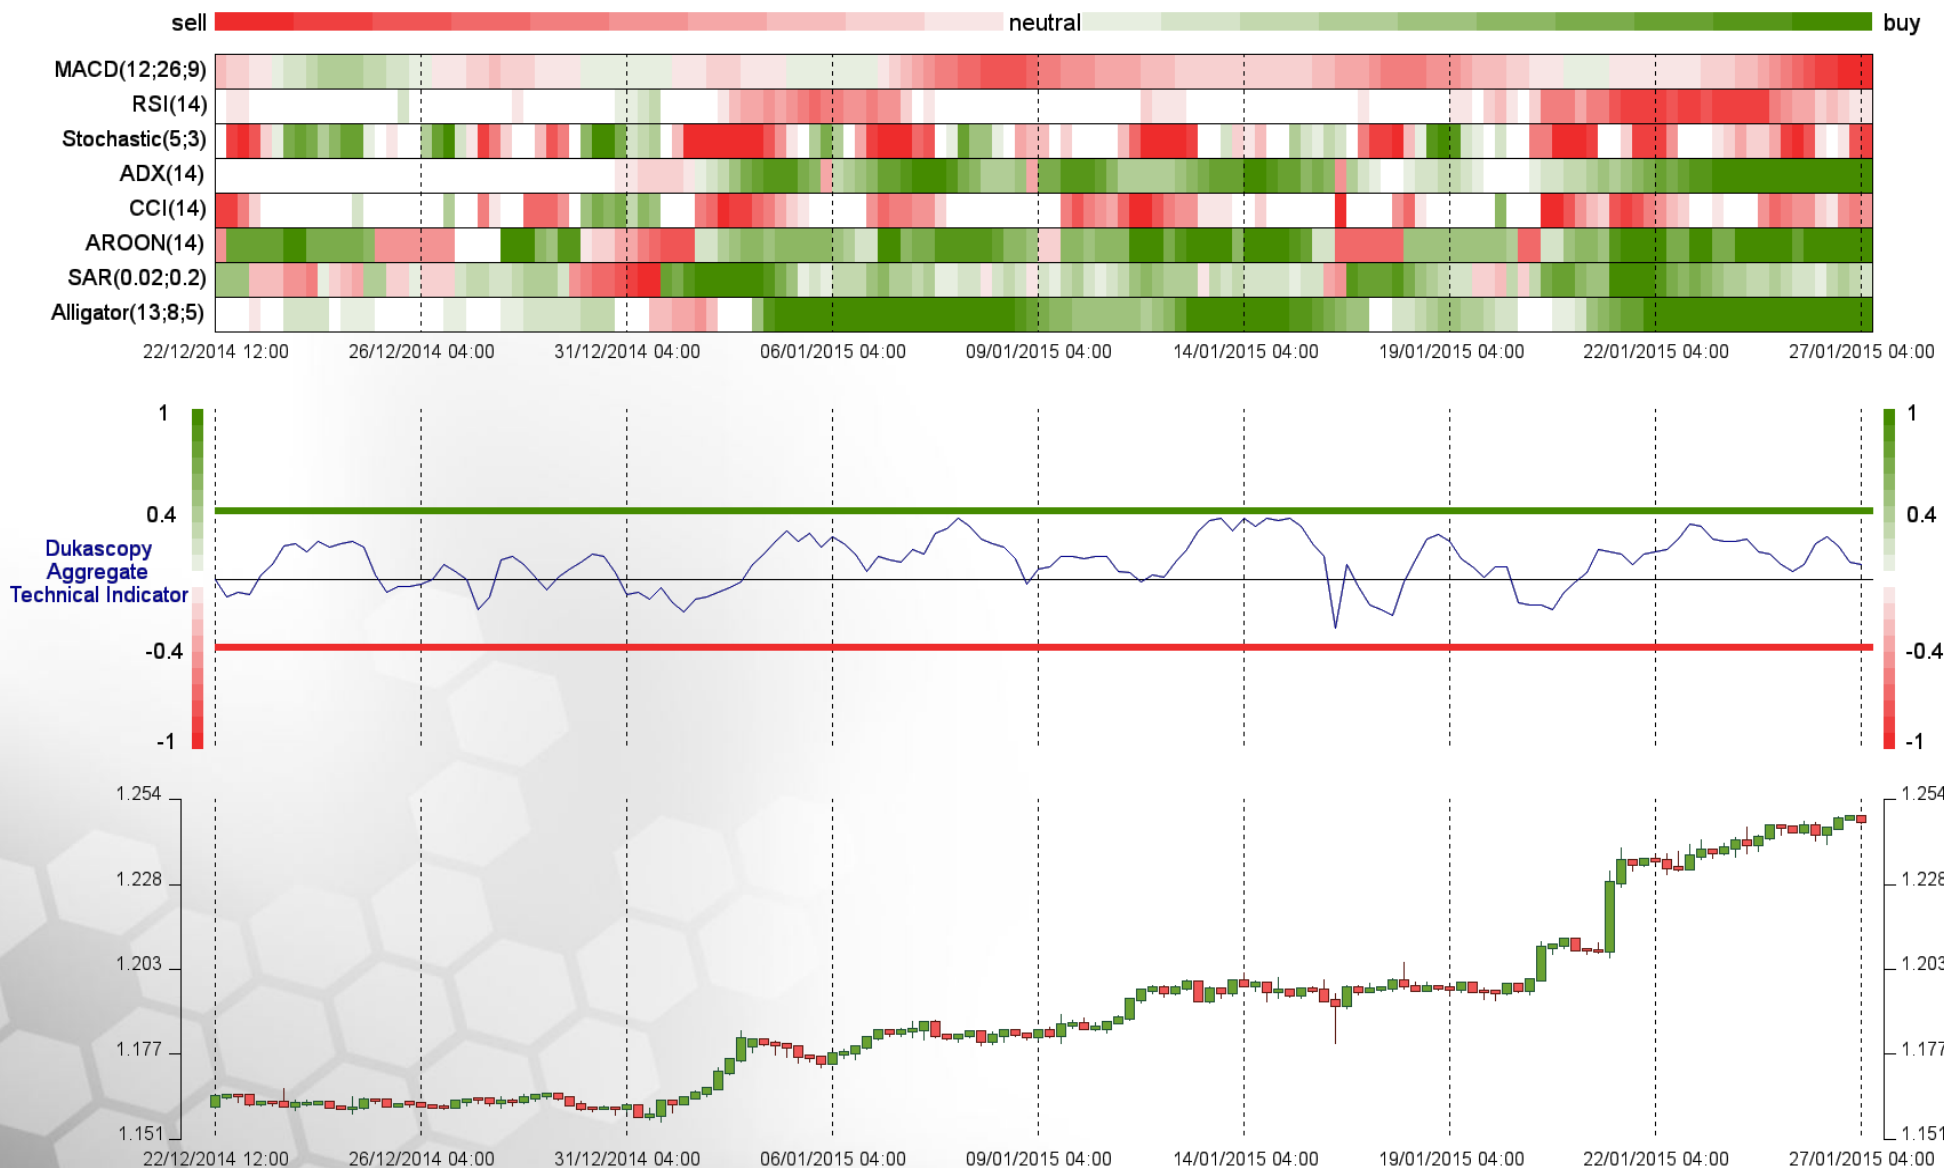 sell neutral buy
MACD(12;26;9)
RSI(14)
Stochastic(5;3)
ADX(14)
CCI(14)
AROON(14)
SAR(0.02;0.2)
Alligator(13;8;5)
22/12/2014 12:00 26/12/2014 04:00 31/12/2014 04:00 06/01/2015 04:00 09/01/2015 04:00 14/01/2015 04:00 19/01/2015 04:00 22/01/2015 04:00 27/01/2015 04:00
1 1
0.4 0.4
Dukascopy
Aggregate
Technical Indicator
-0.4 -0.4
-1 -1
1.254 1.254
1.228 1.228
1.203 1.203
1.177 1.177
1.151 1.151
22/12/2014 12:00 26/12/2014 04:00 31/12/2014 04:00 06/01/2015 04:00 09/01/2015 04:00 14/01/2015 04:00 19/01/2015 04:00 22/01/2015 04:00 27/01/2015 04:00